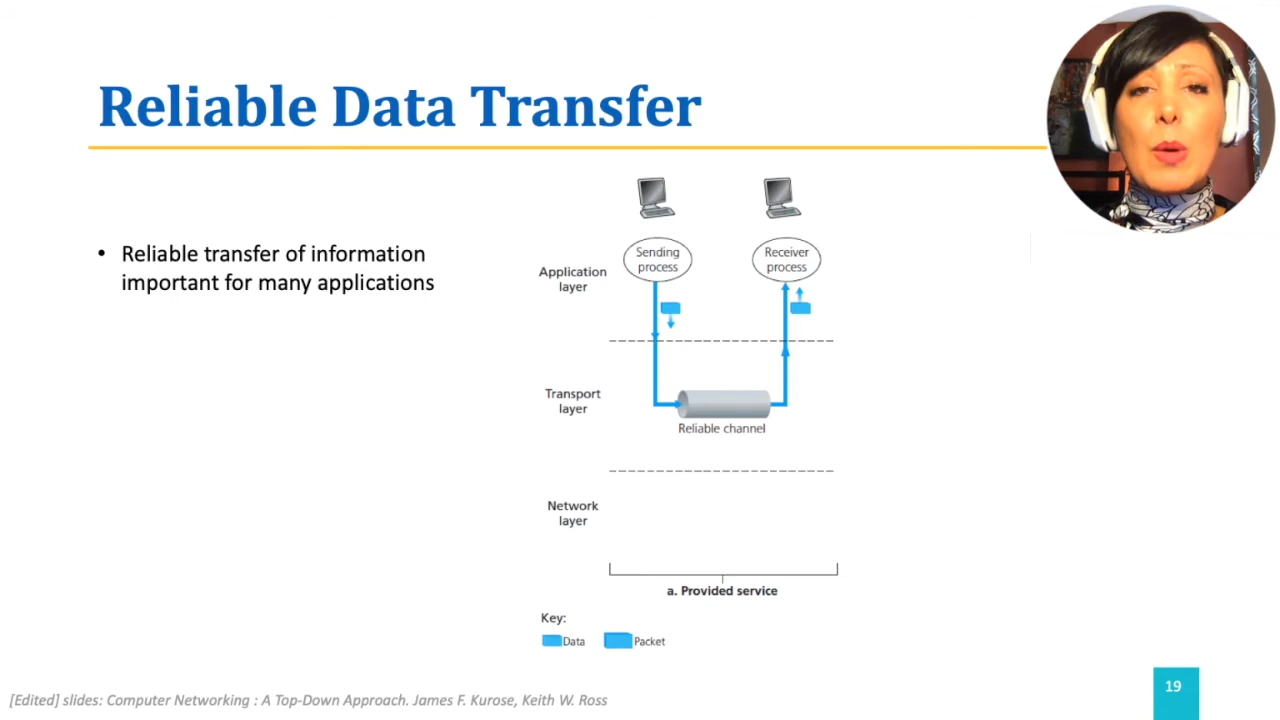 Reliable Data Transfer
• Reliable transfer of information
important for many applications
Sending
process
Receiver
process
Application
layer
Transport
layer
Reliable channel
Network
layer
a. Provided service
Key:
Data
Packet
[Edited] slides: Computer Networking : A Top-Down Approach. James F. Kurose, Keith W. Ross
19